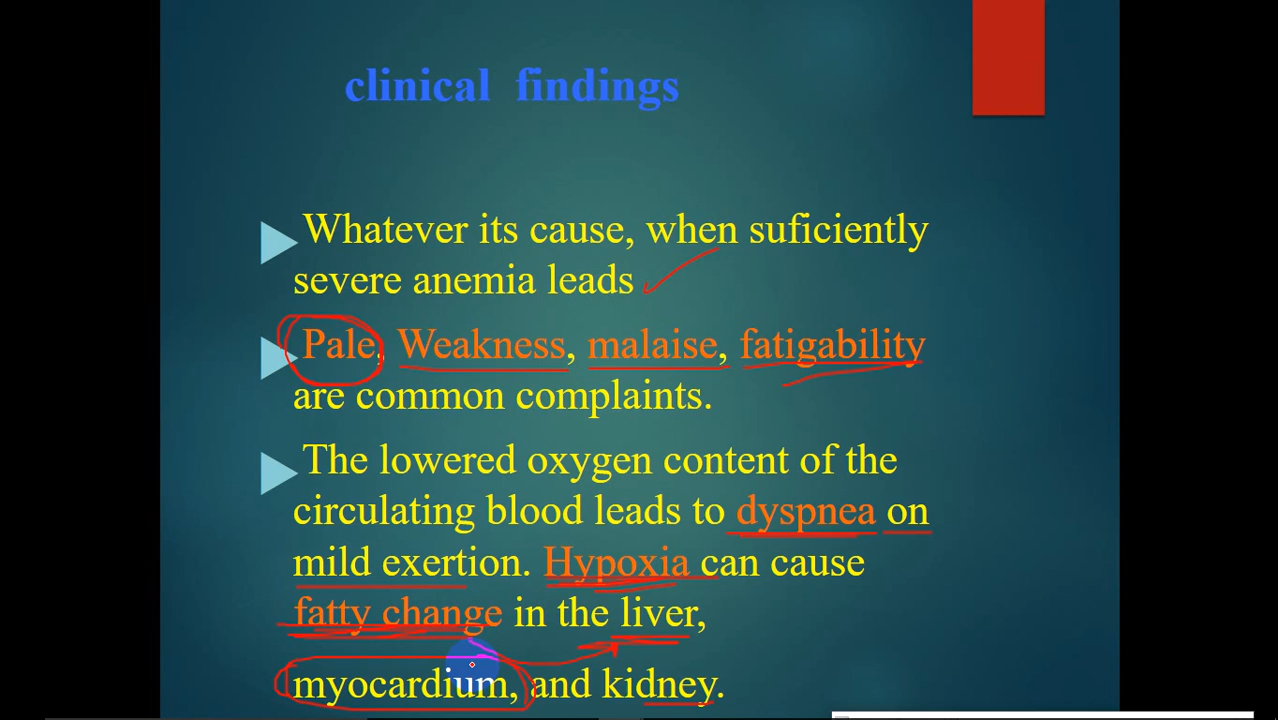 clinical findings
Whatever its cause, when suficiently
severe anemia leads
Pale, Weakness, malaise, fatigability
are common complaints.
The lowered oxygen content of the
circulating blood leads to dyspnea on
mild exertion. Hypoxia can cause
fatty change in the liver,
myocardium, and kidney.